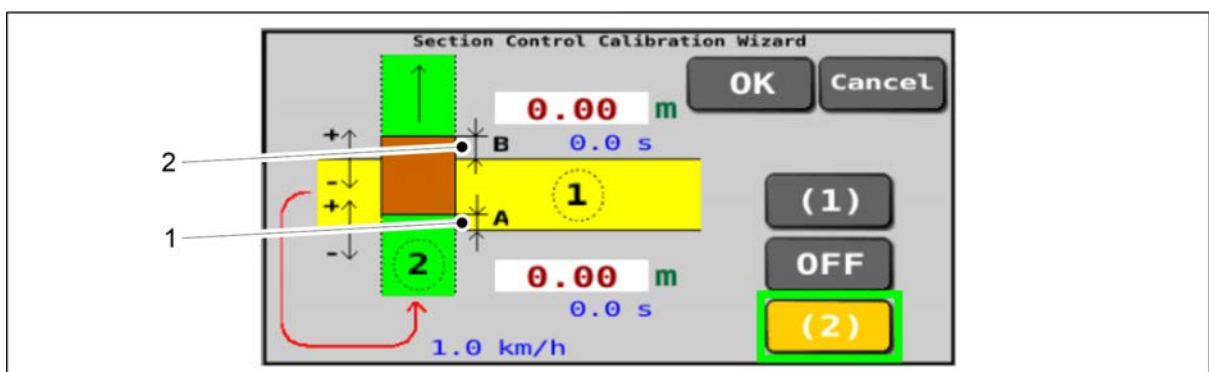 Section Control Calibration Wizard
OK Cancel
0.00 m
0.0 s
+
-
+
-
B
A
1
2
(1)
OFF
(2)
0.00 m
0.0 s
1.0 km/h
2
1